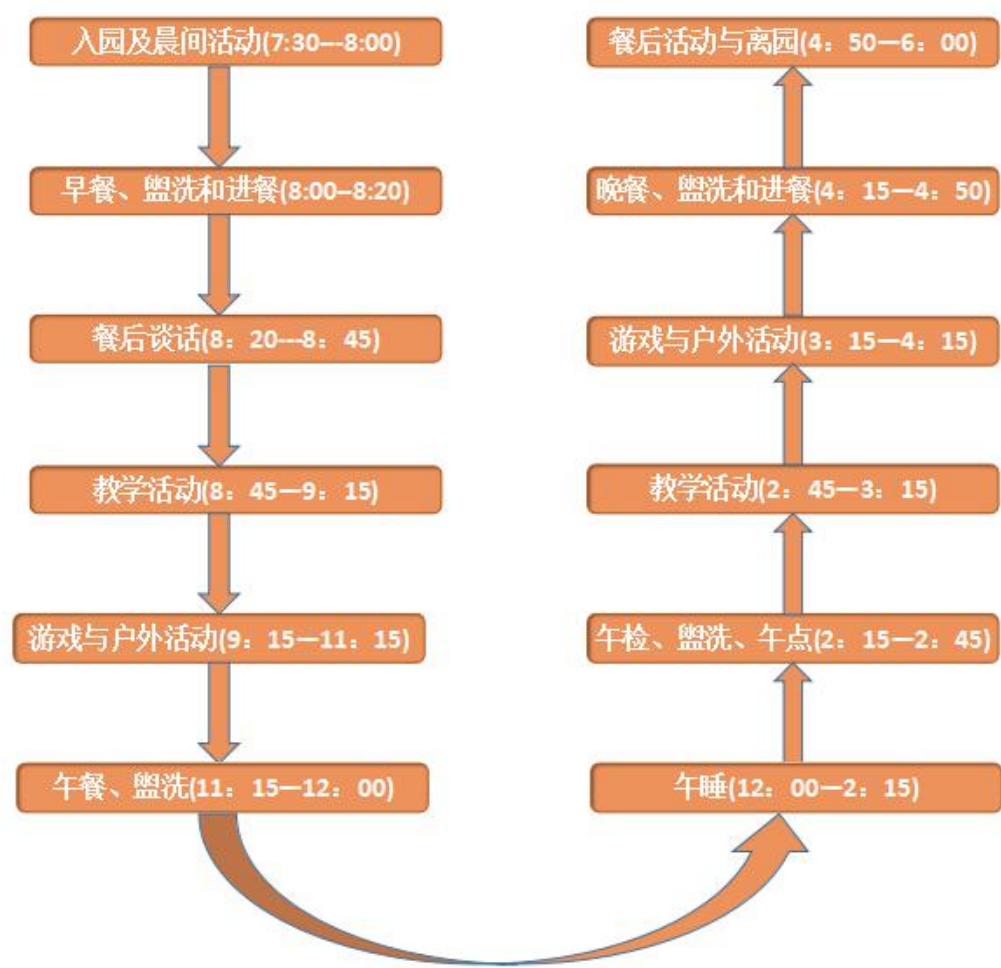 入园及晨间活动(7:30---8:00)
早餐、盥洗和进餐(8:00--8:20)
餐后谈话(8：20---8：45)
教学活动(8：45—9：15)
游戏与户外活动(9：15—11：15)
午餐、盥洗(11：15—12：00)
午睡(12：00—2：15)
午检、盥洗、午点(2：15—2：45)
教学活动(2：45—3：15)
游戏与户外活动(3：15—4：15)
晚餐、盥洗和进餐(4：15—4：50)
餐后活动与离园(4：50—6：00)